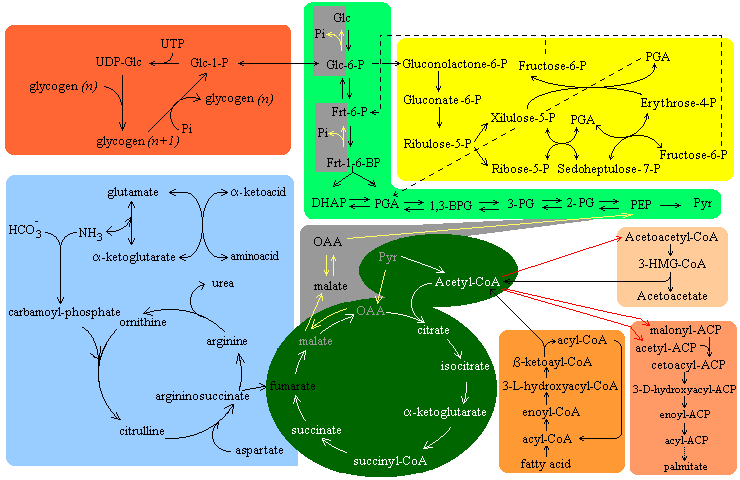 UTP
UDP-Glc
Glc-1-P
glycogen (n)
glycogen (n)
Pi
glycogen (n+1)
Glc
Pi
Glc-6-P
Frt-6-P
Pi
Frt-1-6-BP
DHAP
PGA
1,3-BPG
3-PG
2-PG
PEP
Pyr
Gluconolactone-6-P
Fructose-6-P
PGA
Gluconate-6-P
Erythrose-4-P
Xilulose-5-P
PGA
Ribulose-5-P
Fructose-6-P
Ribose-5-P
Sedoheptulose-7-P
glutamate
α-ketoacid
HCO3-
NH3
α-ketoglutarate
aminoacid
urea
carbamoyl-phosphate
ornithine
arginine
argininosuccinate
citrulline
aspartate
OAA
Pyr
malate
Acetyl-CoA
OAA
citrate
malate
isocitrate
fumarate
α-ketoglutarate
succinate
succinyl-CoA
Acetoacetyl-CoA
3-HMG-CoA
Acetoacetate
acyl-CoA
β-ketoayl-CoA
3-L-hydroxyacyl-CoA
enoyl-CoA
acyl-CoA
fatty acid
malonyl-ACP
acetyl-ACP
cetoacyl-ACP
3-D-hydroxyacyl-ACP
enoyl-ACP
acyl-ACP
palmitate